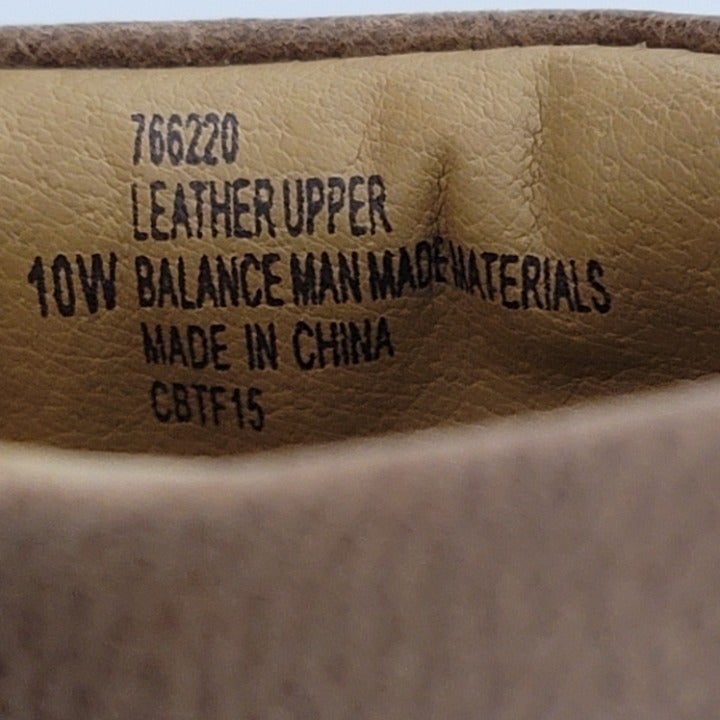 766220
LEATHER UPPER
10W BALANCE MAN MADE MATERIALS
MADE IN CHINA
CBTF15